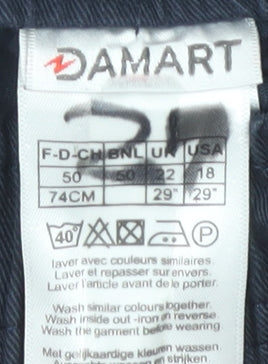 DAMART
27
F-D-CH BNL UK USA
50 50 22 18
74CM 29" 29"
40° P
laver avec couleurs similaires.
Laver et repasser sur envers.
Laver l'article avant de le porter.
Wash similar colours together.
Wash inside out -iron on reverse.
Wash the garment before wearing
Met gelijkaardige kleuren wassen.